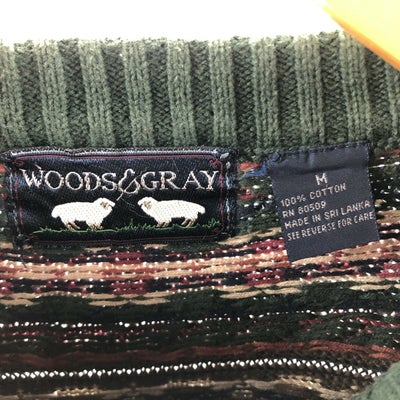 WOODS&GRAY
M
100% COTTON
RN 80509
MADE IN SRI LANKA
SEE REVERSE FOR CARE